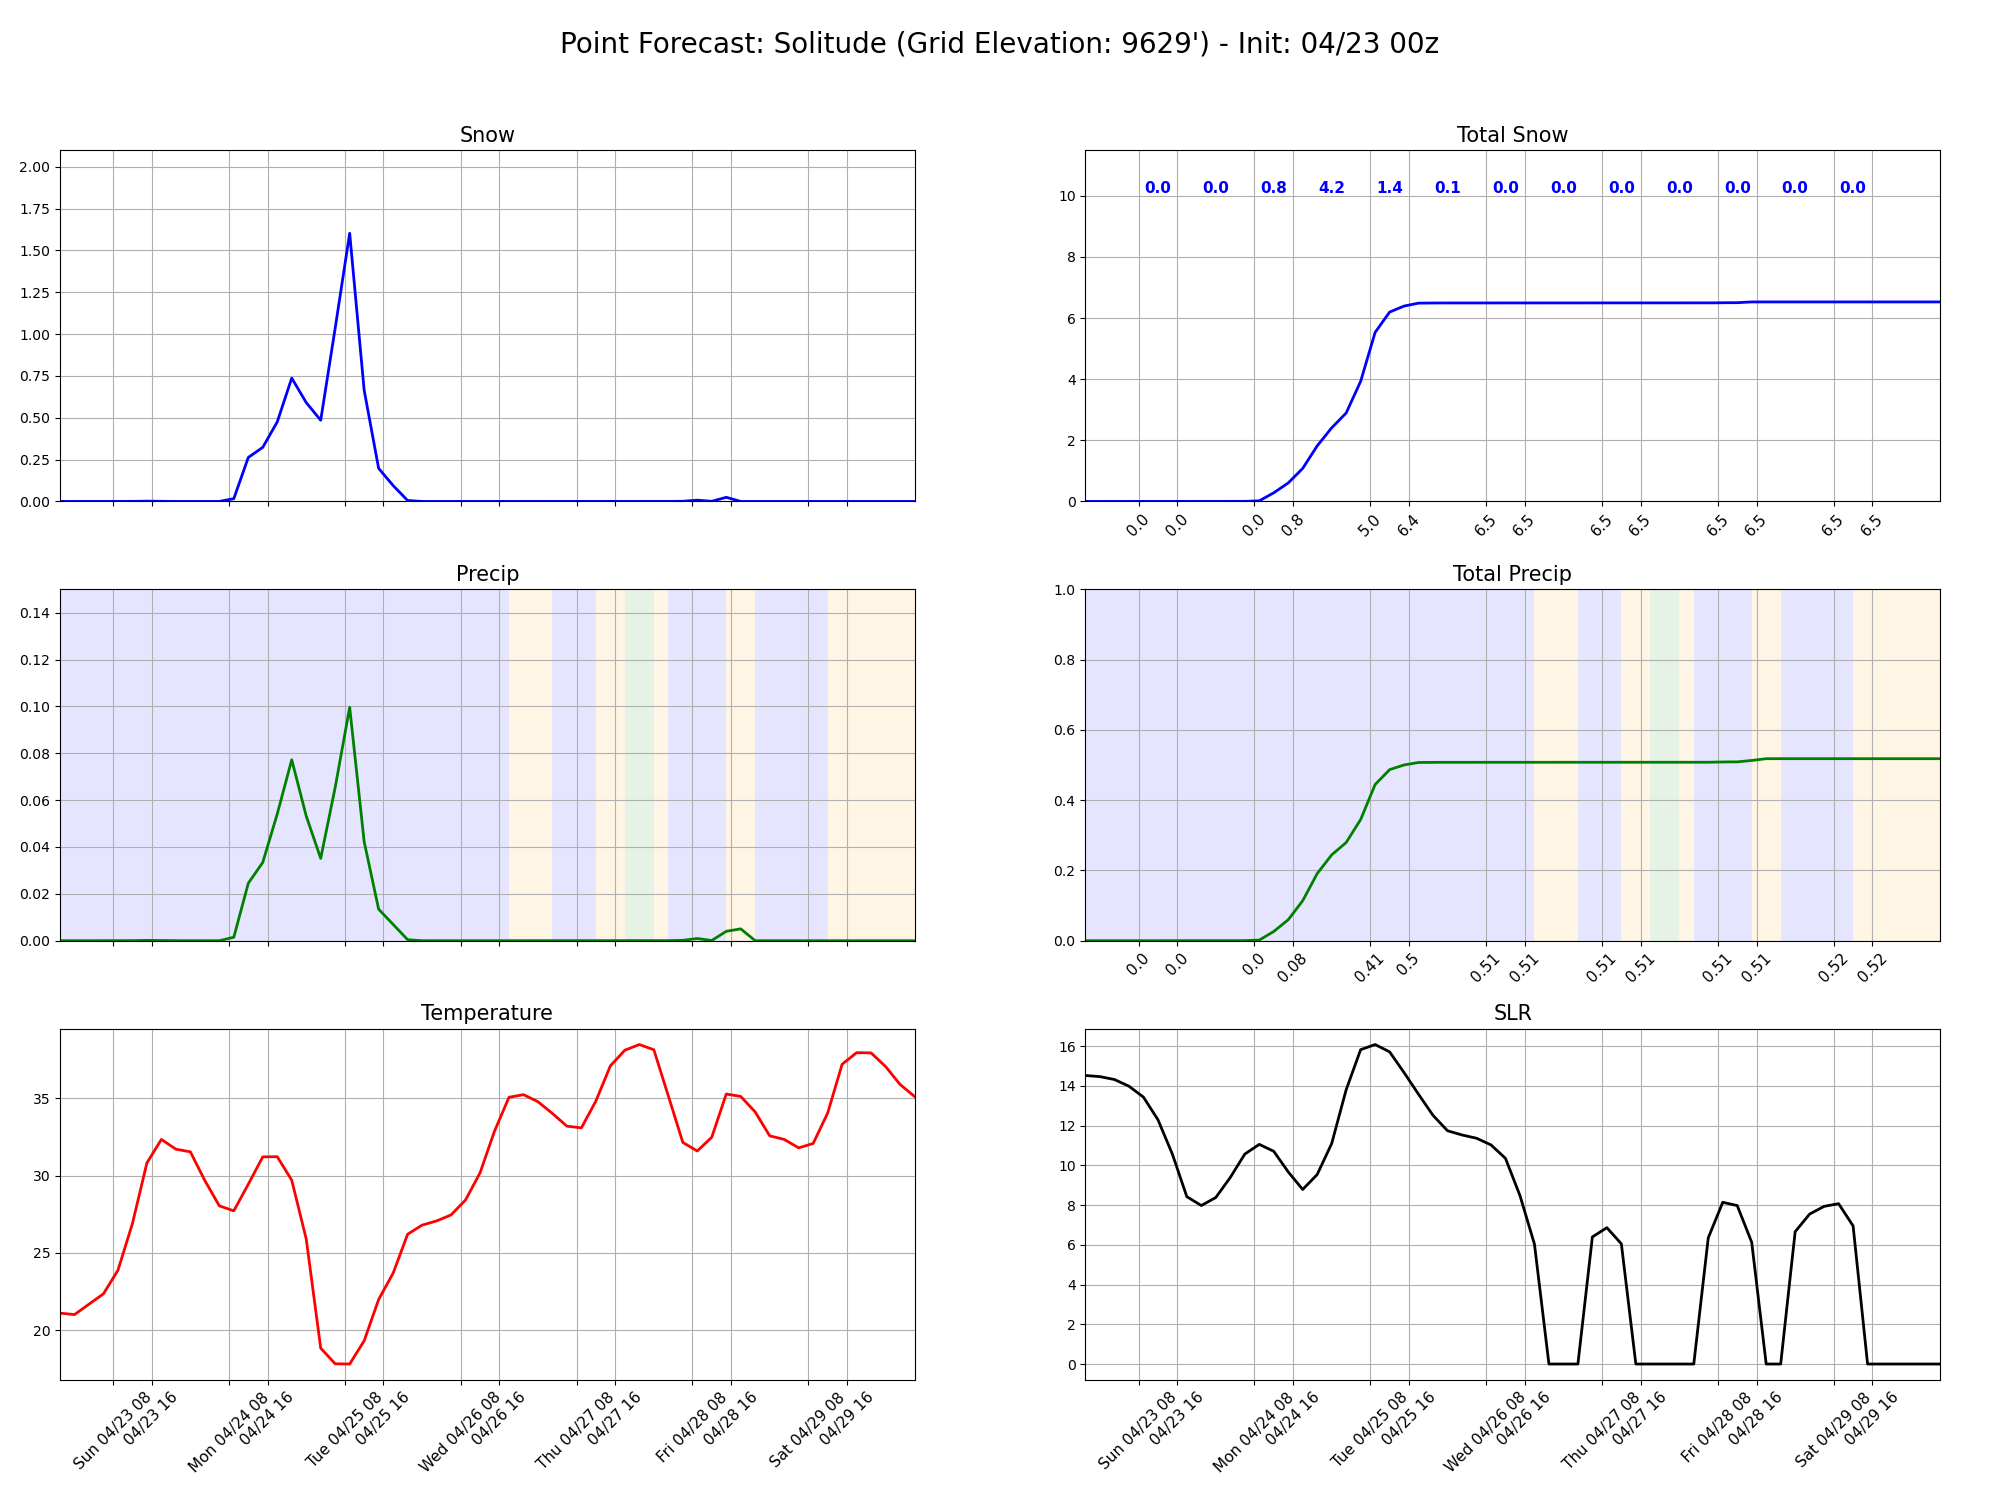 Point Forecast: Solitude (Grid Elevation: 9629') - Init: 04/23 00z
Snow
2.00
1.75
1.50
1.25
1.00
0.75
0.50
0.25
0.00
Total Snow
0.0 0.0 0.8 4.2 1.4 0.1 0.0 0.0 0.0 0.0 0.0 0.0 0.0
10
8
6
4
2
0
0.0 0.0 0.0 0.8 5.0 6.4 6.5 6.5 6.5 6.5 6.5 6.5 6.5 6.5
Precip
0.14
0.12
0.10
0.08
0.06
0.04
0.02
0.00
Total Precip
1.0
0.8
0.6
0.4
0.2
0.0
0.0 0.0 0.0 0.08 0.41 0.5 0.51 0.51 0.51 0.51 0.51 0.51 0.52 0.52
Temperature
35
30
25
20
Sun 04/23 08
04/23 16
Mon 04/24 08
04/24 16
Tue 04/25 08
04/25 16
Wed 04/26 08
04/26 16
Thu 04/27 08
04/27 16
Fri 04/28 08
04/28 16
Sat 04/29 08
04/29 16
SLR
16
14
12
10
8
6
4
2
0
Sun 04/23 08
04/23 16
Mon 04/24 08
04/24 16
Tue 04/25 08
04/25 16
Wed 04/26 08
04/26 16
Thu 04/27 08
04/27 16
Fri 04/28 08
04/28 16
Sat 04/29 08
04/29 16